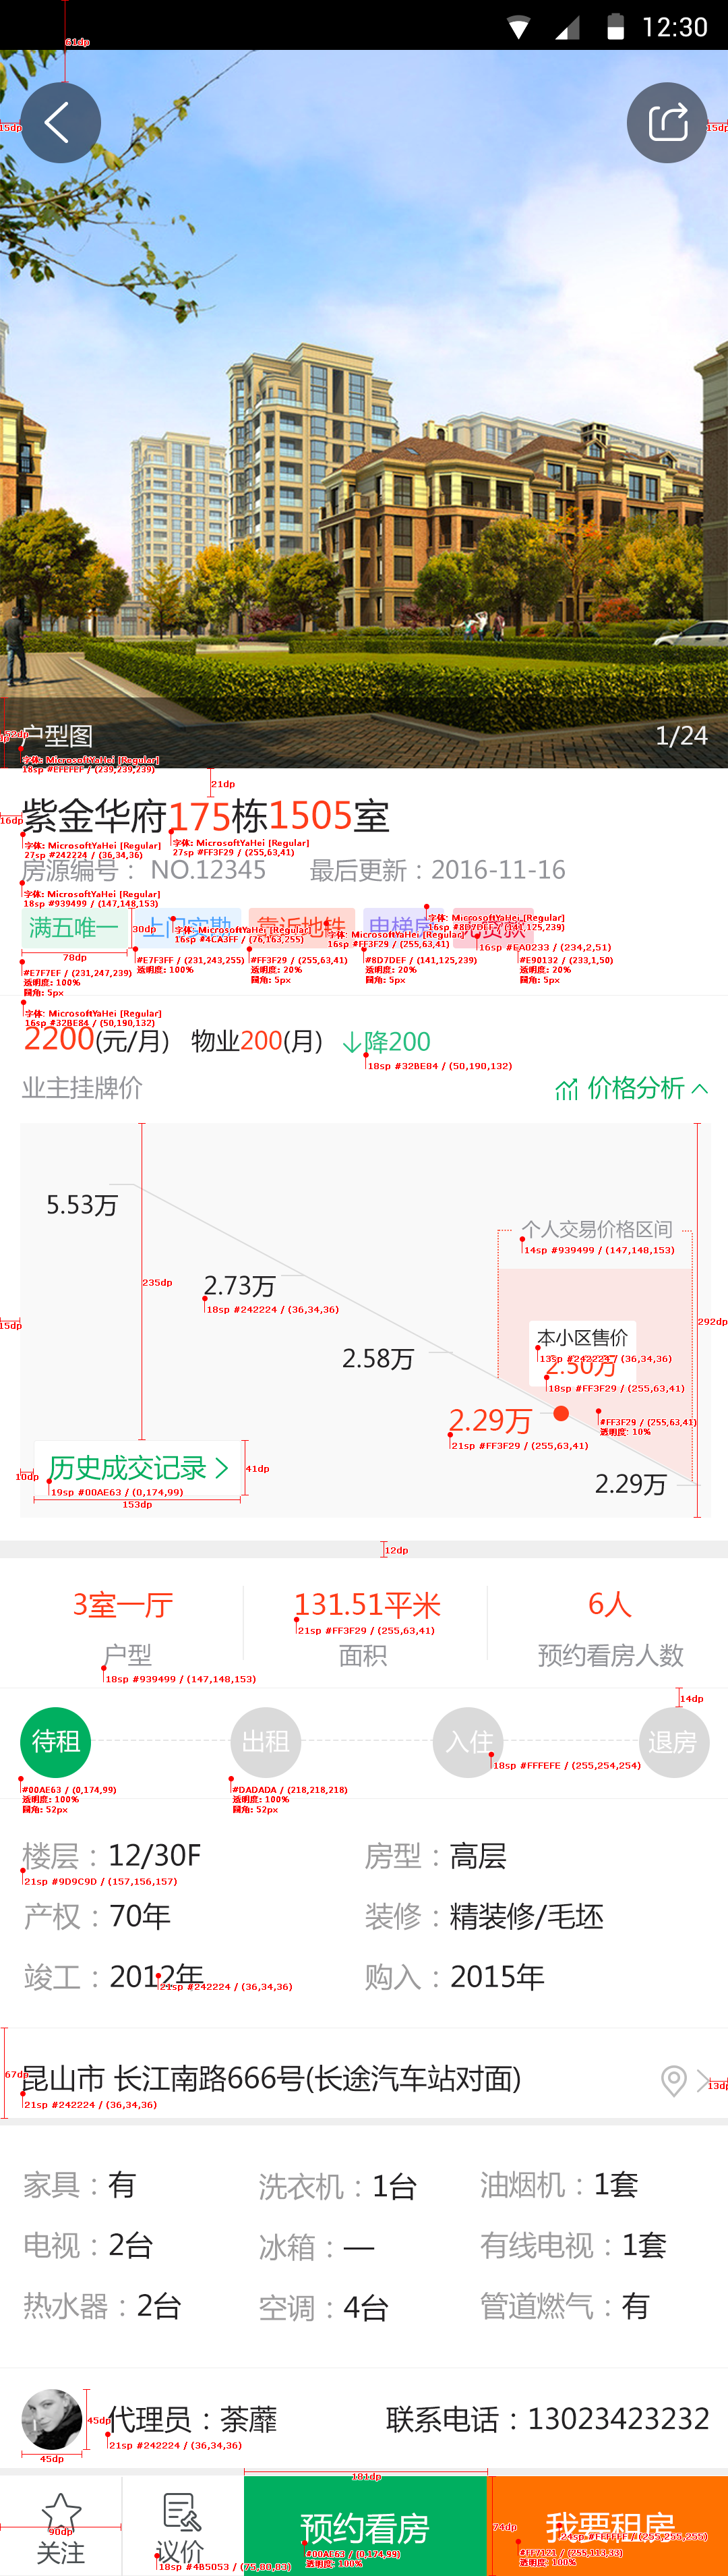 12:30
61dp
15dp
15dp
户型图 1/24
字体: MicrosoftYaHei [Regular]
18sp #EFEFEF / (239,239,239)
21dp
16dp
紫金华府175栋1505室
字体: MicrosoftYaHei [Regular]
27sp #242224 / (36,34,36)
字体: MicrosoftYaHei [Regular]
27sp #FF3F29 / (255,63,41)
房源编号： NO.12345 最后更新：2016-11-16
字体: MicrosoftYaHei [Regular]
18sp #939499 / (147,148,153)
满五唯一 上门实勘 靠近地铁 电梯房
30dp
字体: MicrosoftYaHei [Regular]
16sp #4CA3FF / (76,163,255)
字体: MicrosoftYaHei [Regular]
16sp #FF3F29 / (255,63,41)
字体: MicrosoftYaHei [Regular]
16sp #8D7DEF / (141,125,239)
16sp #EA0233 / (234,2,51)
78dp
#E7F7EF / (231,247,239)
透明度: 100%
圆角: 5px
#E7F3FF / (231,243,255)
透明度: 100%
#FF3F29 / (255,63,41)
透明度: 20%
圆角: 5px
#8D7DEF / (141,125,239)
透明度: 20%
圆角: 5px
#E90132 / (233,1,50)
透明度: 20%
圆角: 5px
字体: MicrosoftYaHei [Regular]
16sp #32BE84 / (50,190,132)
2200(元/月) 物业200(月) ↓降200
18sp #32BE84 / (50,190,132)
业主挂牌价 价格分析
5.53万
个人交易价格区间
14sp #939499 / (147,148,153)
235dp
2.73万
18sp #242224 / (36,34,36)
15dp
292dp
本小区售价
13sp #242224 / (36,34,36)
2.58万
2.50万
18sp #FF3F29 / (255,63,41)
2.29万
21sp #FF3F29 / (255,63,41)
#FF3F29 / (255,63,41)
透明度: 10%
历史成交记录
10dp
41dp
19sp #00AE63 / (0,174,99)
153dp
2.29万
12dp
3室一厅 131.51平米 6人
21sp #FF3F29 / (255,63,41)
户型 面积 预约看房人数
18sp #939499 / (147,148,153)
14dp
待租 出租 入住 退房
18sp #FFFEFE / (255,254,254)
#00AE63 / (0,174,99)
透明度: 100%
圆角: 52px
#DADADA / (218,218,218)
透明度: 100%
圆角: 52px
楼层：12/30F 房型：高层
21sp #9D9C9D / (157,156,157)
产权：70年 装修：精装修/毛坯
竣工：2012年 购入：2015年
21sp #242224 / (36,34,36)
67dp
昆山市 长江南路666号(长途汽车站对面)
13dp
21sp #242224 / (36,34,36)
家具：有 洗衣机：1台 油烟机：1套
电视：2台 冰箱：— 有线电视：1套
热水器：2台 空调：4台 管道燃气：有
45dp
代理员：荼蘼 联系电话：13023423232
21sp #242224 / (36,34,36)
45dp
181dp
关注 议价 预约看房 我要租房
90dp
74dp
18sp #4B5053 / (75,80,83)
#00AE63 / (0,174,99)
透明度: 100%
24sp #FFFFFF / (255,255,255)
#FF7121 / (255,113,33)
透明度: 100%